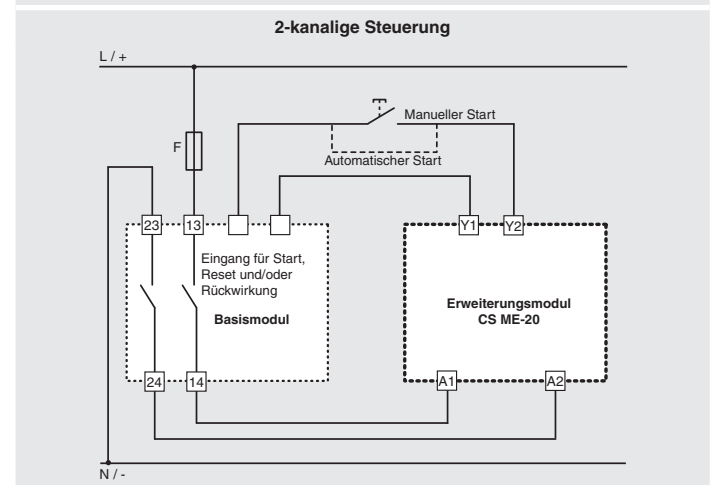 2-kanalige Steuerung
L / +
Manueller Start
F
Automatischer Start
23
13
Y1
Y2
Eingang für Start,
Reset und/oder
Rückwirkung
Basismodul
Erweiterungsmodul
CS ME-20
24
14
A1
A2
N / -